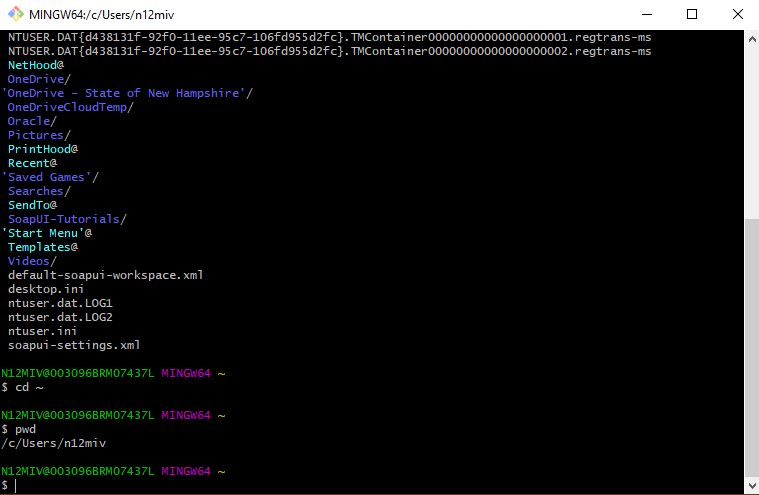 MINGW64:/c/Users/n12miv
NTUSER.DAT{d438131f-92f0-11ee-95c7-106fd955d2fc}.TMContainer00000000000000000001.regtrans-ms
NTUSER.DAT{d438131f-92f0-11ee-95c7-106fd955d2fc}.TMContainer00000000000000000002.regtrans-ms
NetHood@
OneDrive/
'OneDrive - State of New Hampshire'/
OneDriveCloudTemp/
Oracle/
Pictures/
PrintHood@
Recent@
'Saved Games'/
Searches/
SendTo@
SoapUI-Tutorials/
'Start Menu'@
Templates@
Videos/
default-soapui-workspace.xml
desktop.ini
ntuser.dat.LOG1
ntuser.dat.LOG2
ntuser.ini
soapui-settings.xml
N12MIV@003096BRM07437L MINGW64 ~
$ cd ~
N12MIV@003096BRM07437L MINGW64 ~
$ pwd
/c/Users/n12miv
N12MIV@003096BRM07437L MINGW64 ~
$